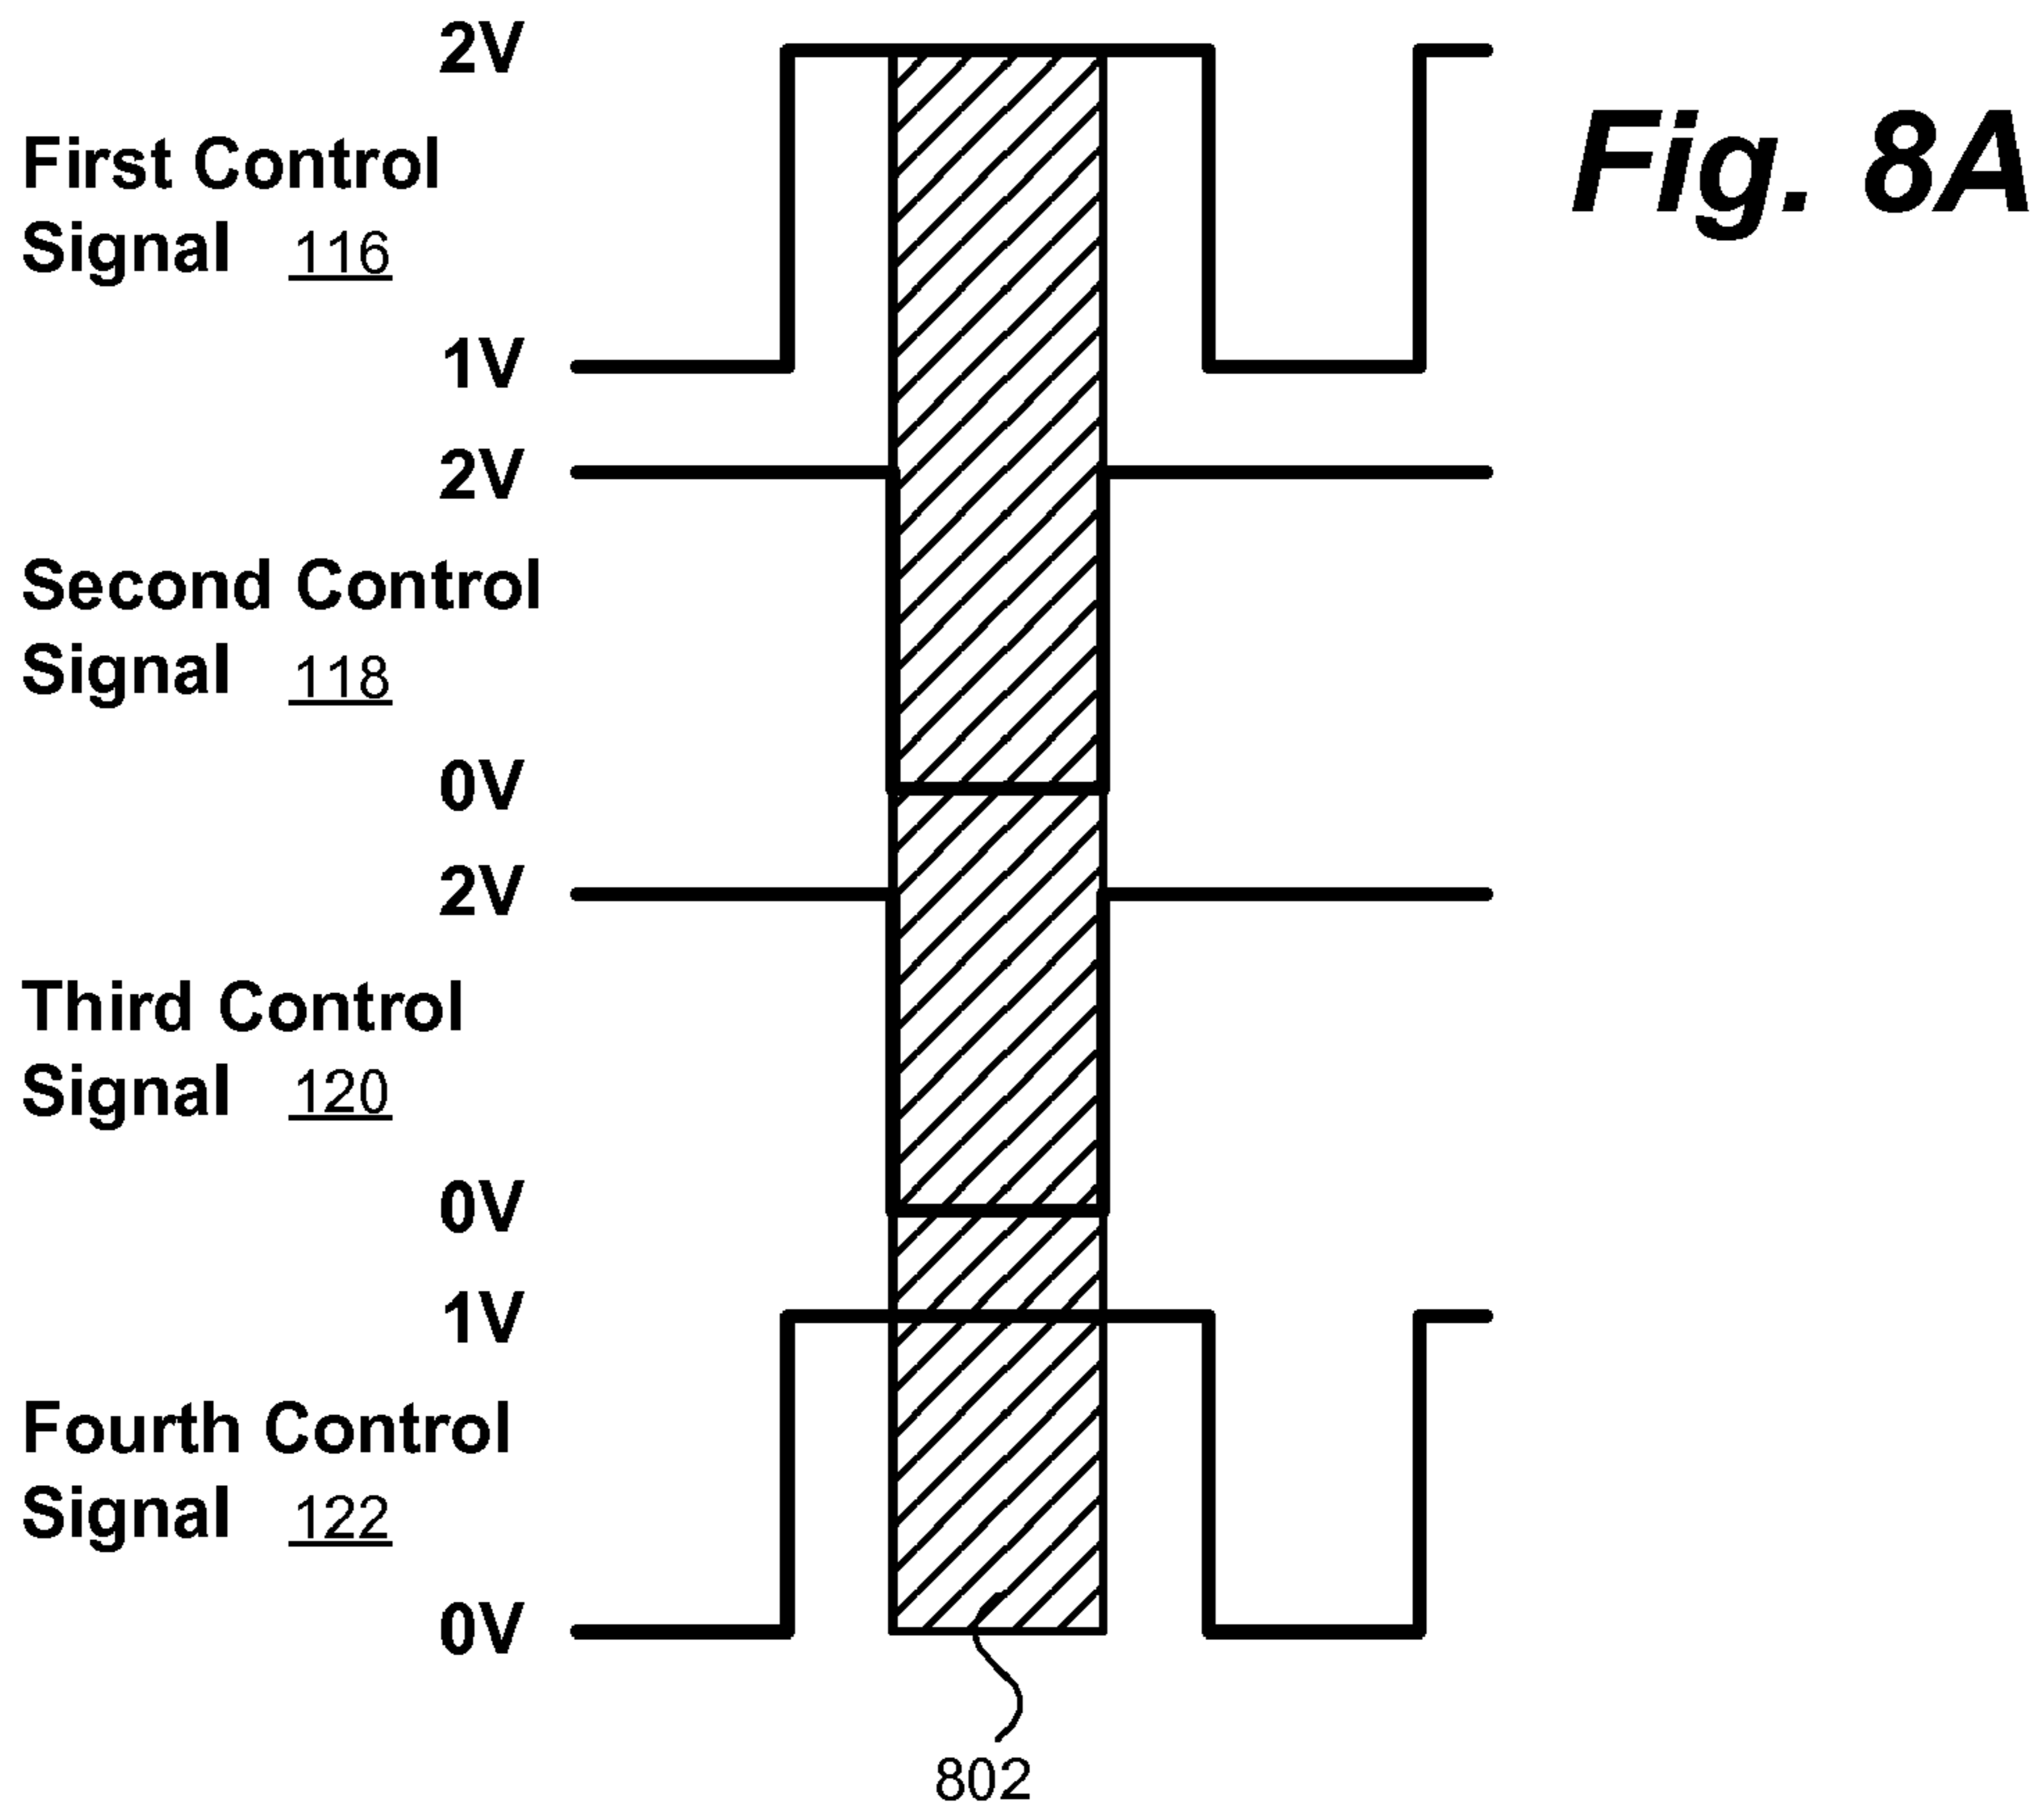 2V
Fig. 8A
First Control
Signal 116
1V
2V
Second Control
Signal 118
0V
2V
Third Control
Signal 120
0V
1V
Fourth Control
Signal 122
0V
802